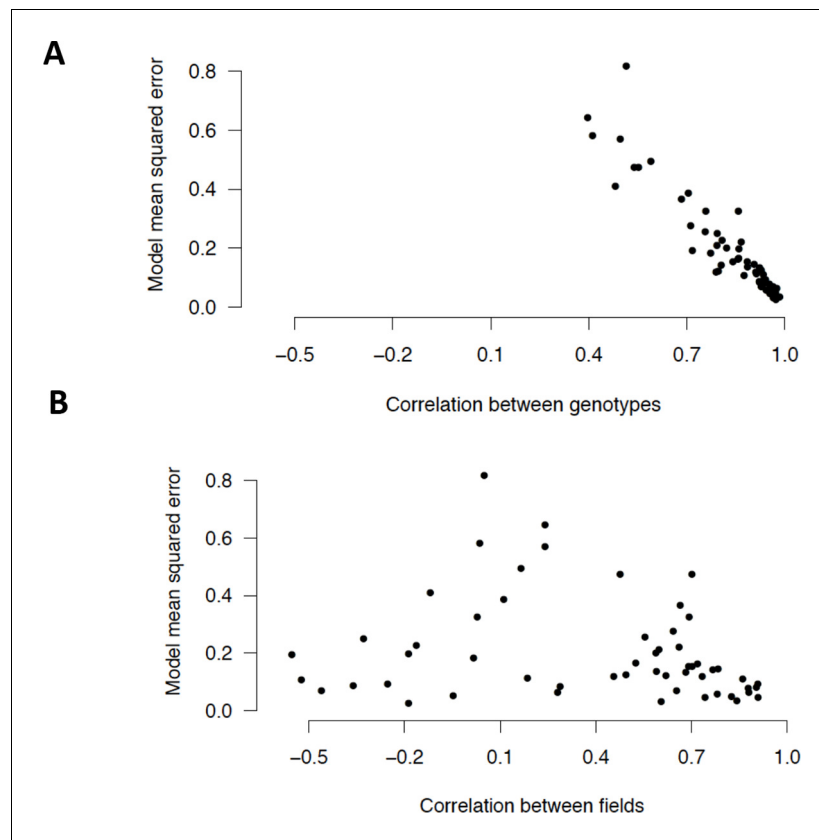 A
Model mean squared error
0.8
0.6
0.4
0.2
0.0
−0.5 −0.2 0.1 0.4 0.7 1.0
Correlation between genotypes
B
Model mean squared error
0.8
0.6
0.4
0.2
0.0
−0.5 −0.2 0.1 0.4 0.7 1.0
Correlation between fields